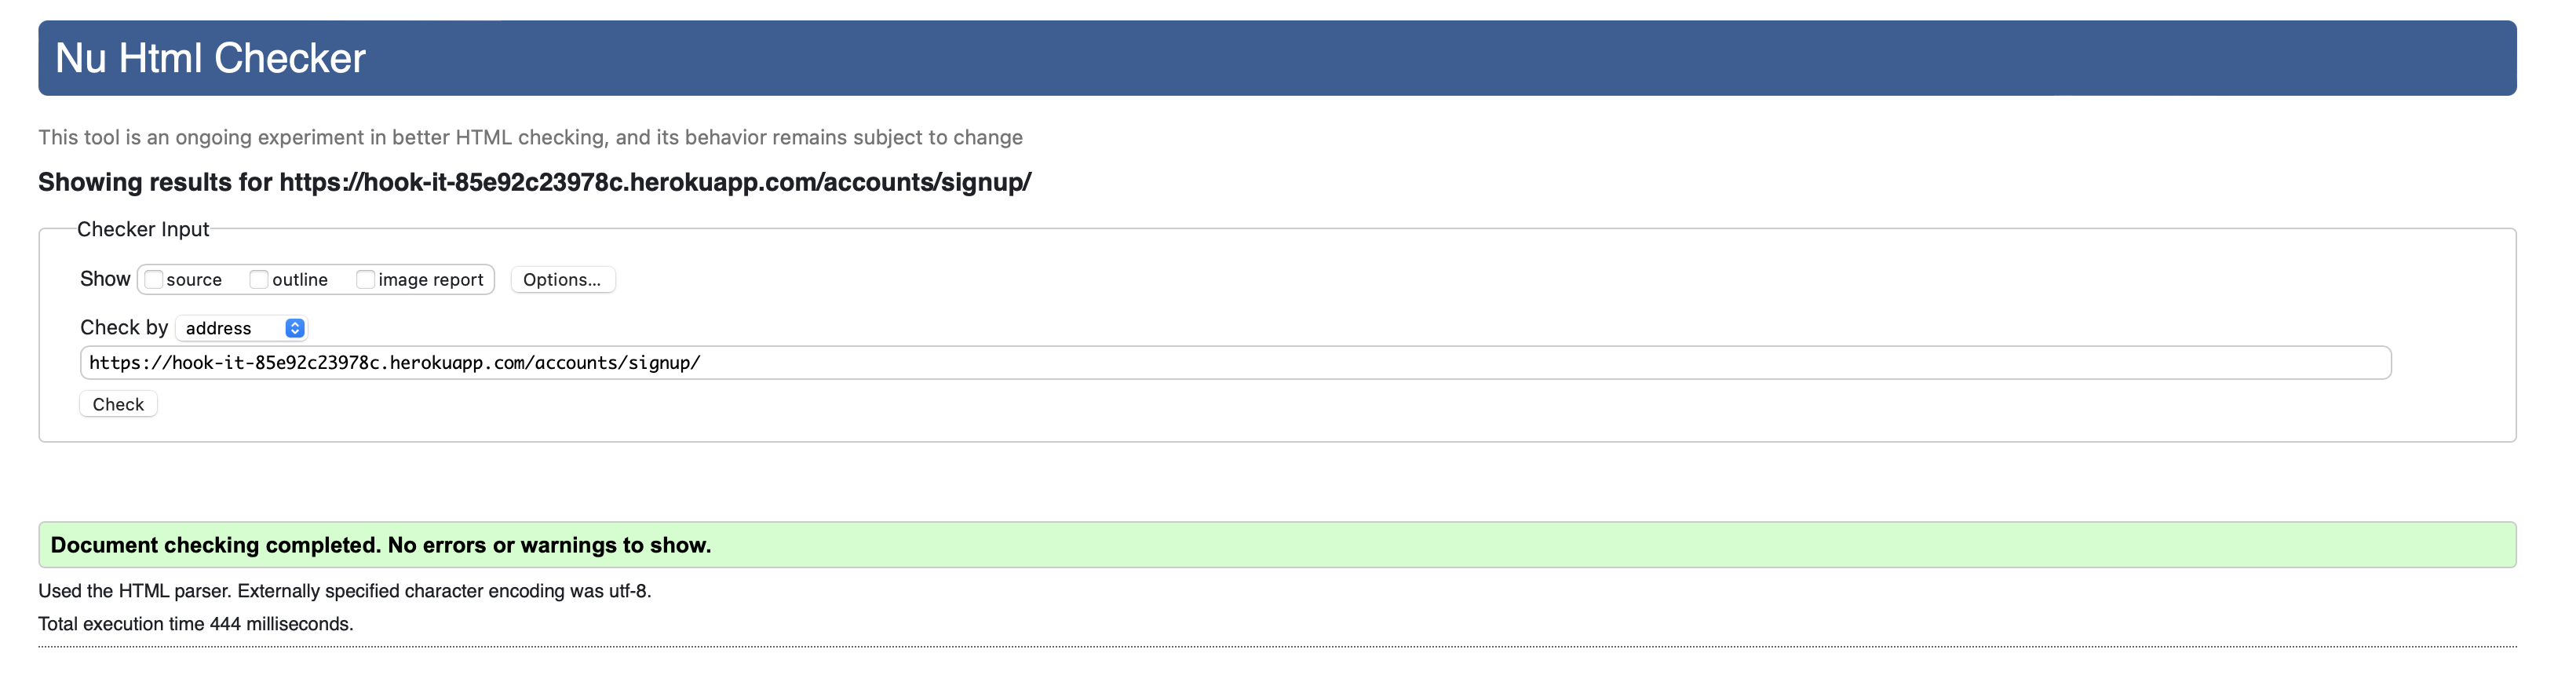 Nu Html Checker
This tool is an ongoing experiment in better HTML checking, and its behavior remains subject to change
Showing results for https://hook-it-85e92c23978c.herokuapp.com/accounts/signup/
Checker Input
Show source outline image report Options...
Check by address
https://hook-it-85e92c23978c.herokuapp.com/accounts/signup/
Check
Document checking completed. No errors or warnings to show.
Used the HTML parser. Externally specified character encoding was utf-8.
Total execution time 444 milliseconds.